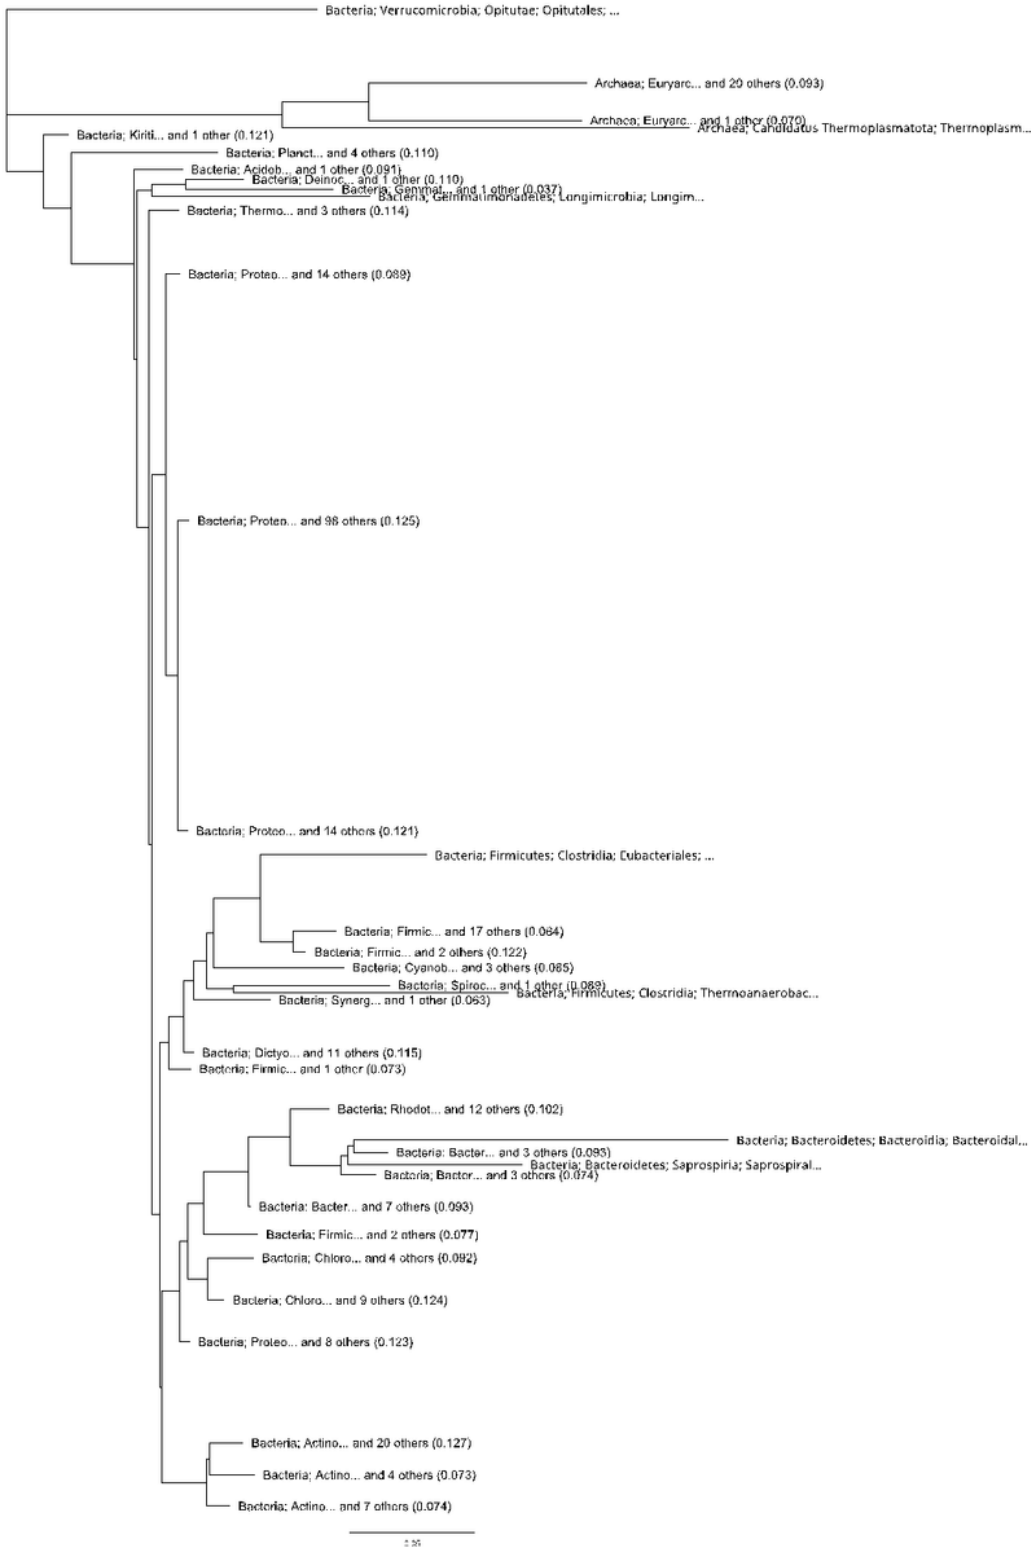 Bacteria; Verrucomicrobia; Opitutae; Opitutales; ...
Archaea; Euryarc... and 20 others (0.093)
Archaea; Euryarc... and 1 other (0.070)
Archaea; Candidatus Thermoplasmatota; Thermoplasm...
Bacteria; Kiriti... and 1 other (0.121)
Bacteria; Planct... and 4 others (0.110)
Bacteria; Acidob... and 1 other (0.091)
Bacteria; Deinoc... and 1 other (0.110)
Bacteria; Gemmat... and 1 other (0.037)
Bacteria; Gemmatimonadetes; Longimicrobia; Longim...
Bacteria; Thermo... and 3 others (0.114)
Bacteria; Proteo... and 14 others (0.089)
Bacteria; Proteo... and 98 others (0.125)
Bacteria; Proteo... and 14 others (0.121)
Bacteria; Firmicutes; Clostridia; Eubacteriales; ...
Bacteria; Firmic... and 17 others (0.064)
Bacteria; Firmic... and 2 others (0.122)
Bacteria; Cyanob... and 3 others (0.085)
Bacteria; Spiroc... and 1 other (0.089)
Bacteria; Firmicutes; Clostridia; Thermoanaerobac...
Bacteria; Synerg... and 1 other (0.063)
Bacteria; Dictyo... and 11 others (0.115)
Bacteria; Firmic... and 1 other (0.073)
Bacteria; Rhodot... and 12 others (0.102)
Bacteria; Bacteroidetes; Bacteroidia; Bacteroidal...
Bacteria; Bacter... and 3 others (0.093)
Bacteria; Bacteroidetes; Saprospiria; Saprospiral...
Bacteria; Bacter... and 3 others (0.074)
Bacteria; Bacter... and 7 others (0.093)
Bacteria; Firmic... and 2 others (0.077)
Bacteria; Chloro... and 4 others (0.092)
Bacteria; Chloro... and 9 others (0.124)
Bacteria; Proteo... and 8 others (0.123)
Bacteria; Actino... and 20 others (0.127)
Bacteria; Actino... and 4 others (0.073)
Bacteria; Actino... and 7 others (0.074)